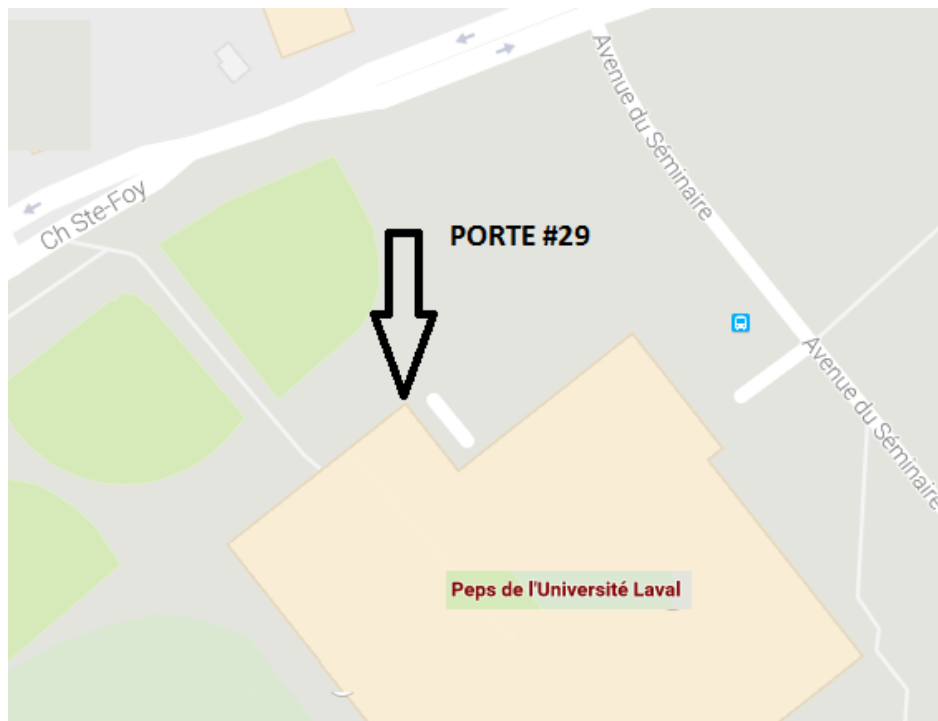 Avenue du Séminaire
Ch Ste-Foy
PORTE #29
Avenue du Séminaire
Peps de l'Université Laval